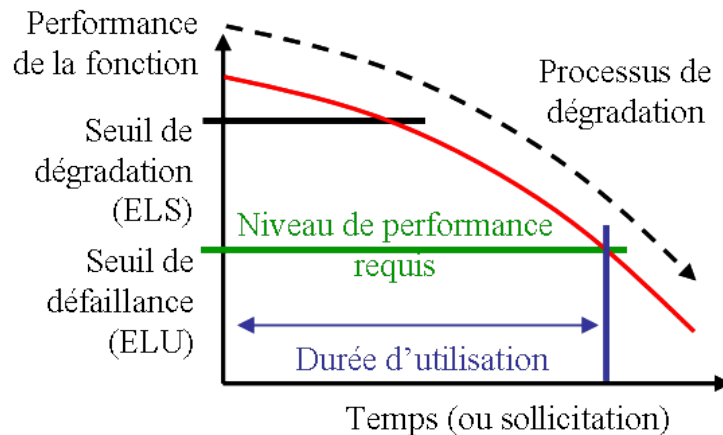 Performance
de la fonction
Processus de
dégradation
Seuil de
dégradation
(ELS)
Niveau de performance
requis
Seuil de
défaillance
(ELU)
Durée d’utilisation
Temps (ou sollicitation)